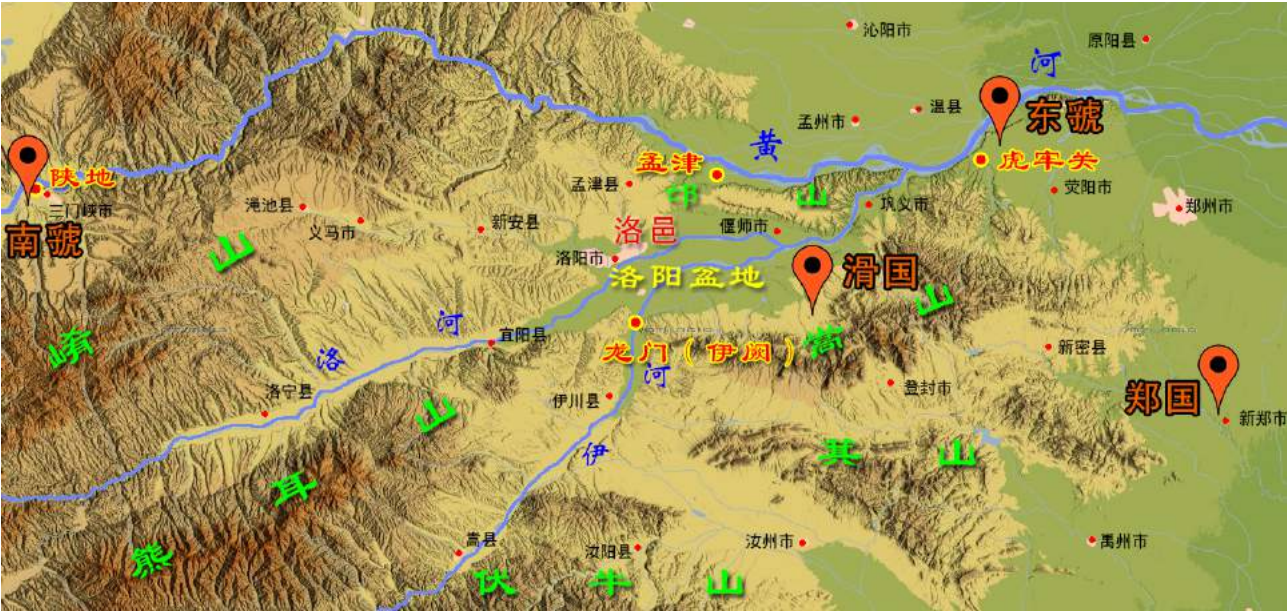 沁阳市
原阳县
河
温县
东虢
孟州市
黄
虎牢关
孟津
陕地
三门峡市
南虢
孟津县
邙山
巩义市
荥阳市
郑州市
渑池县
义马市
新安县
洛邑
偃师市
洛阳市
洛阳盆地
滑国
崤山
嵩山
龙门（伊阙）
宜阳县
洛河
洛宁县
伊川县
登封市
新密县
郑国
新郑市
熊耳山
伊河
箕山
嵩县
汝阳县
汝州市
禹州市
伏牛山